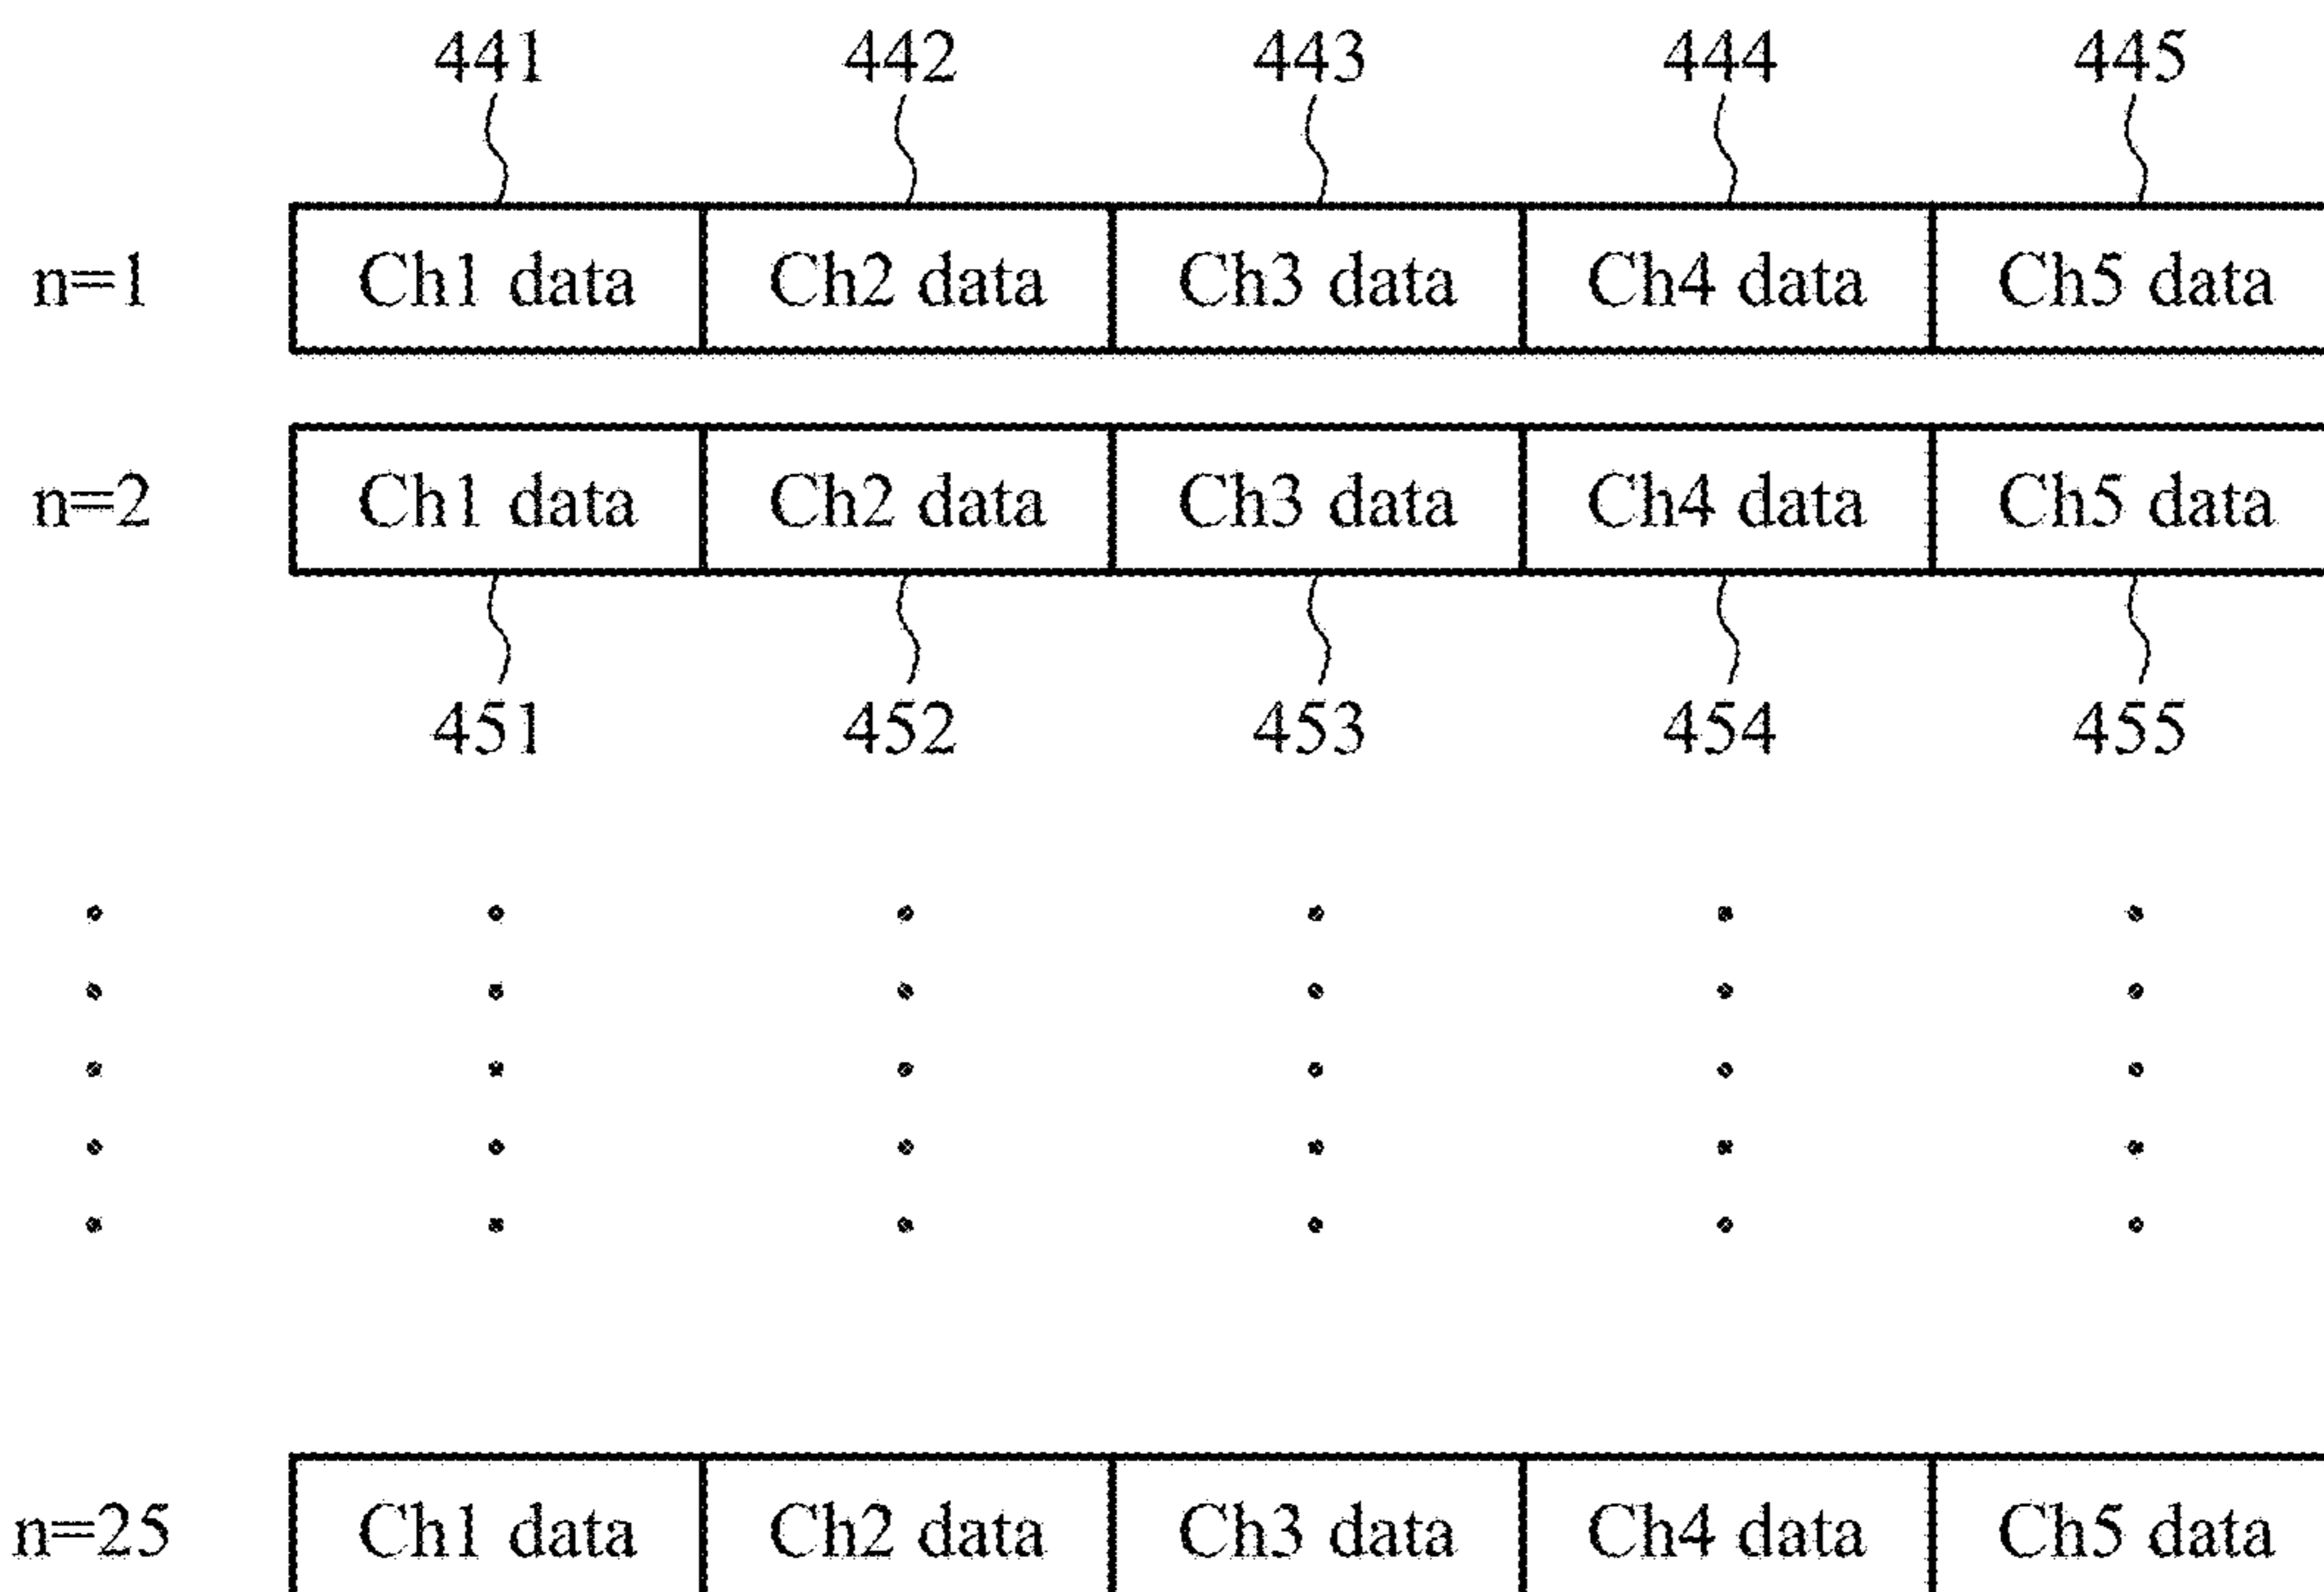 441 442 443 444 445
n=1 Ch1 data Ch2 data Ch3 data Ch4 data Ch5 data
n=2 Ch1 data Ch2 data Ch3 data Ch4 data Ch5 data
451 452 453 454 455
n=25 Ch1 data Ch2 data Ch3 data Ch4 data Ch5 data